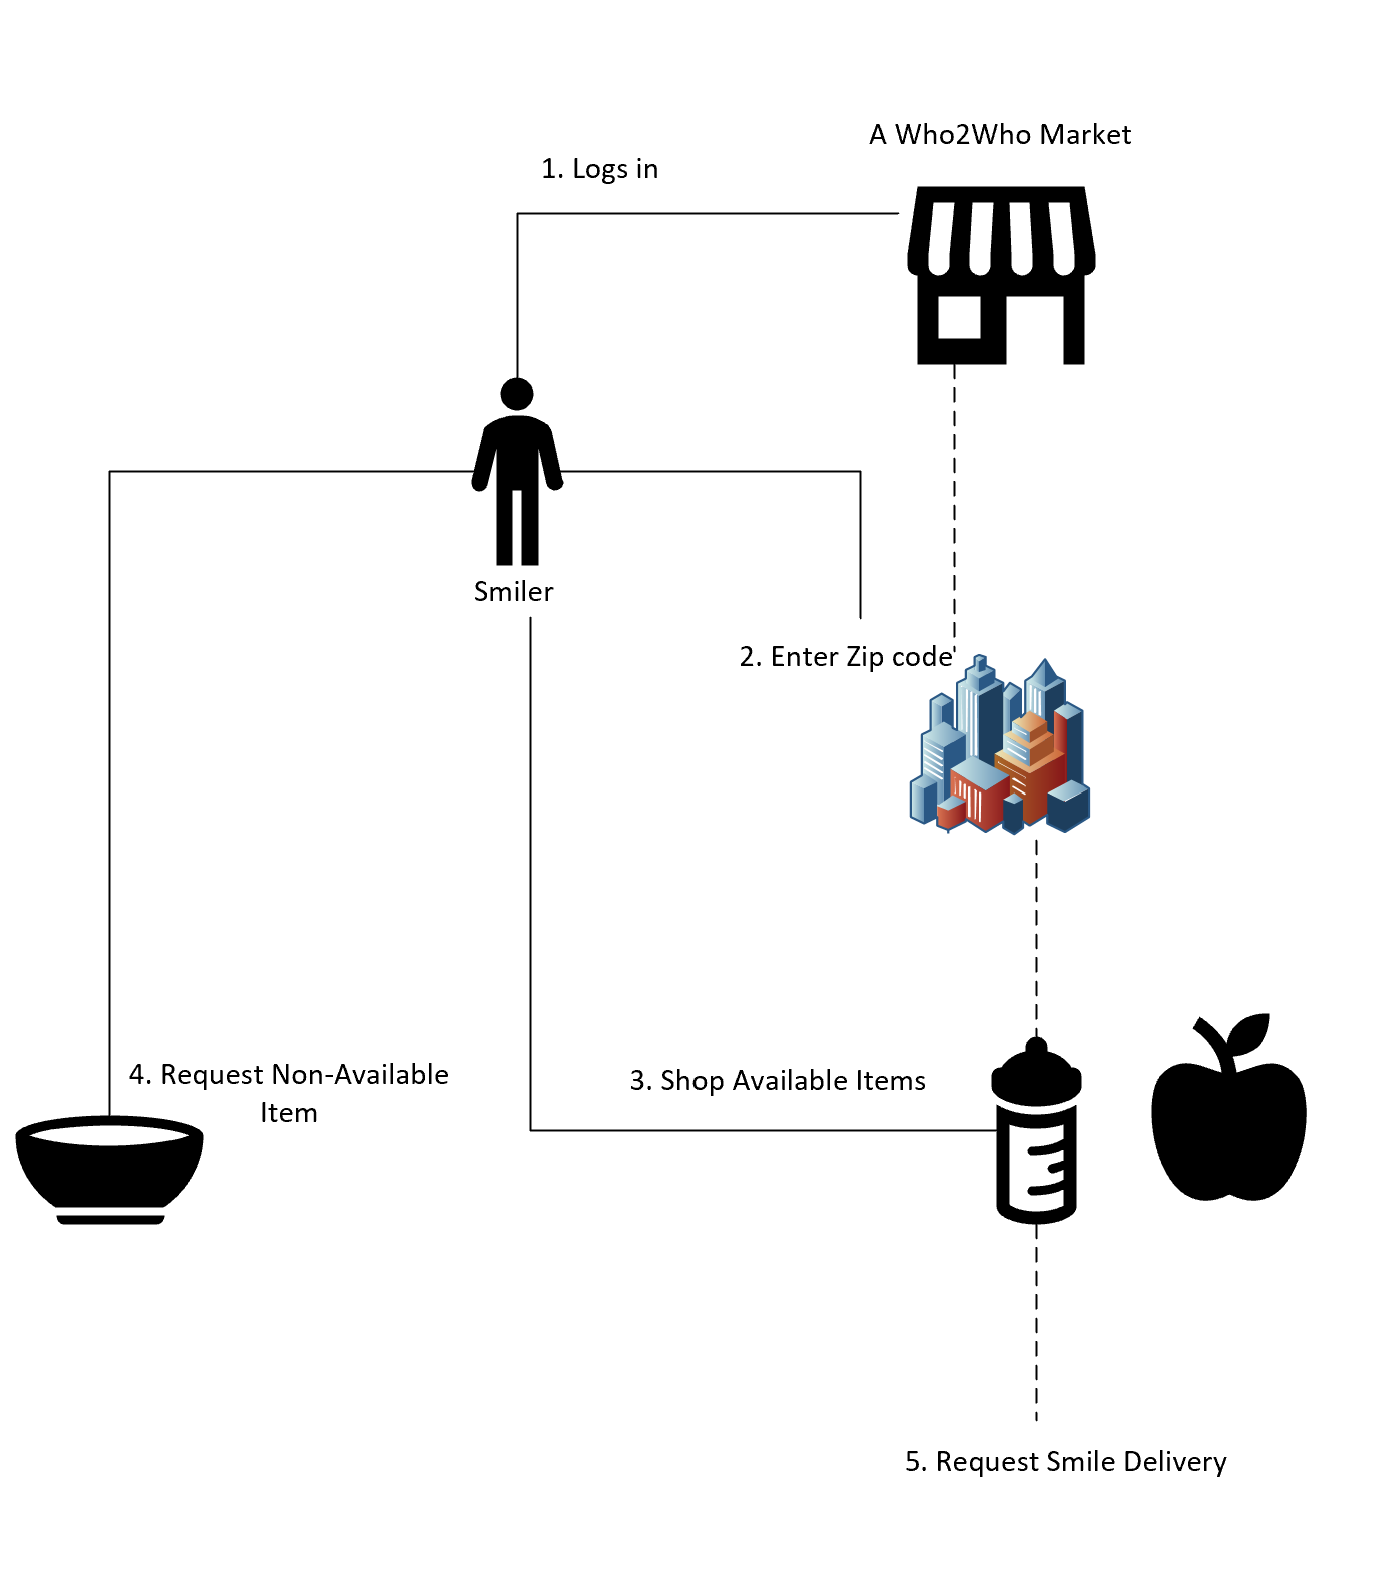 A Who2Who Market
1. Logs in
Smiler
2. Enter Zip code
4. Request Non-Available
Item
3. Shop Available Items
5. Request Smile Delivery